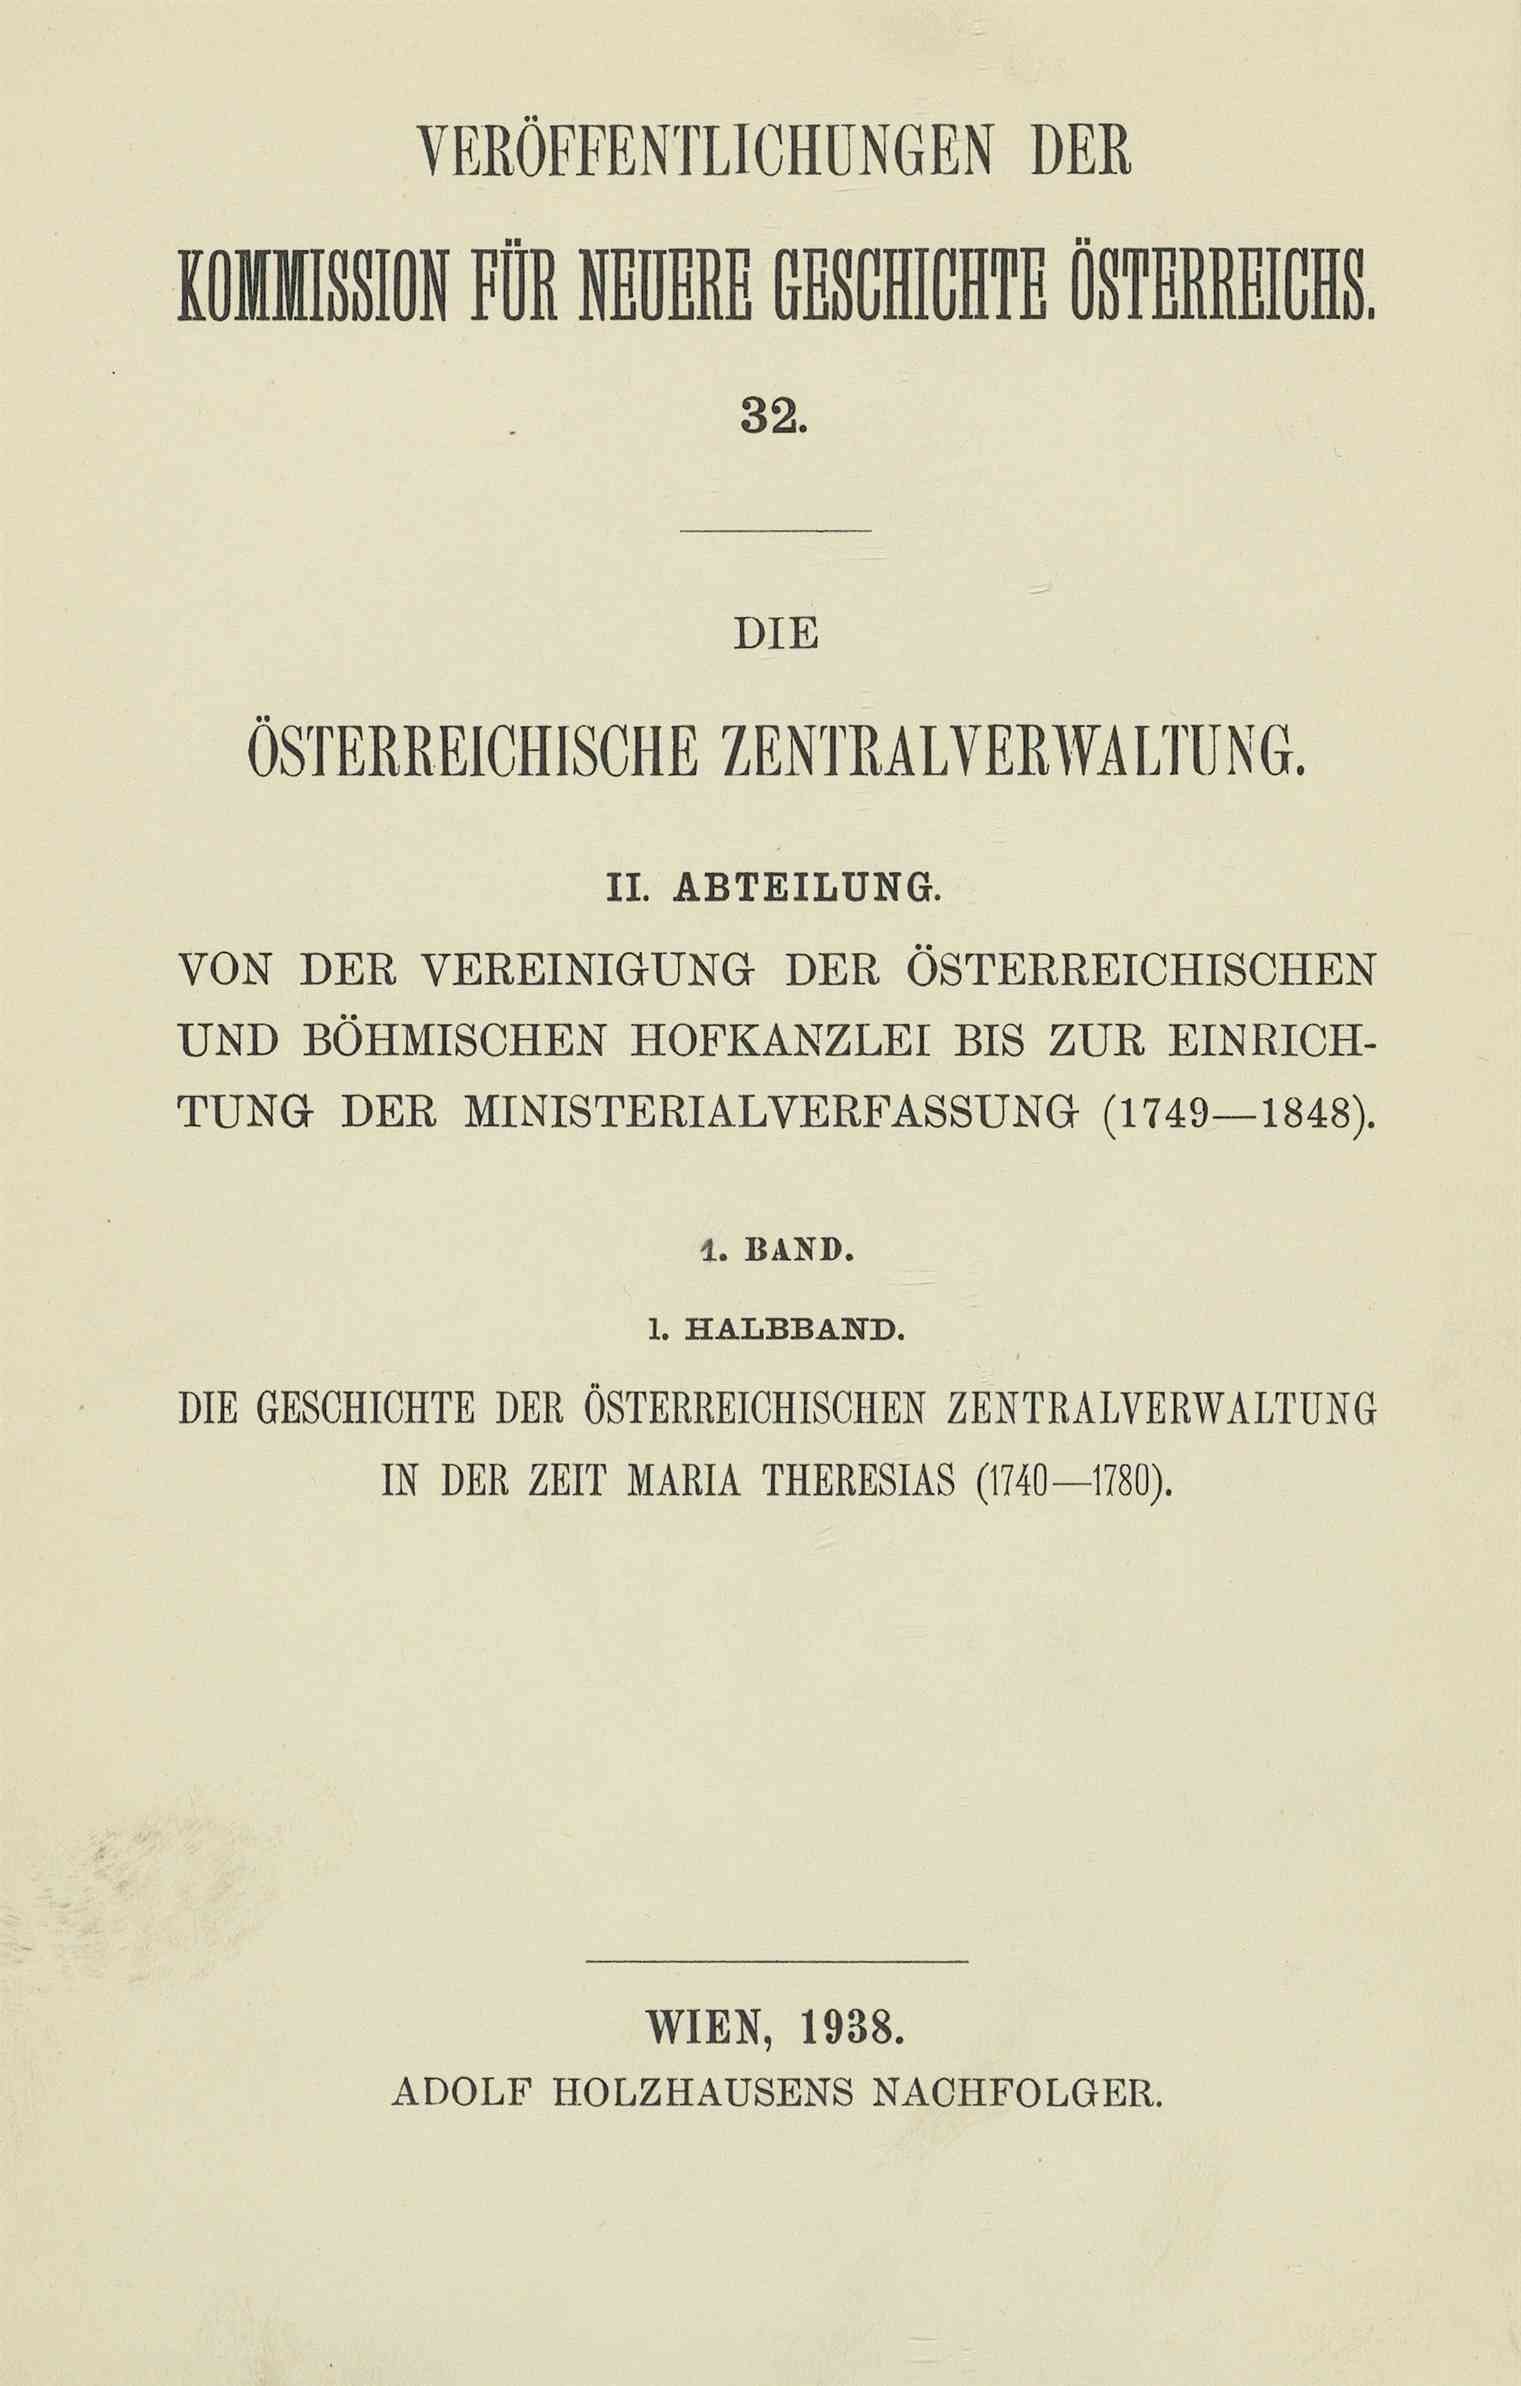 VERÖFFENTLICHUNGEN DER
KOMMISSION FÜR NEUERE GESCHICHTE ÖSTERREICHS.
32.
DIE
ÖSTERREICHISCHE ZENTRALVERWALTUNG.
II. ABTEILUNG.
VON DER VEREINIGUNG DER ÖSTERREICHISCHEN
UND BÖHMISCHEN HOFKANZLEI BIS ZUR EINRICH-
TUNG DER MINISTERIALVERFASSUNG (1749—1848).
1. BAND.
1. HALBBAND.
DIE GESCHICHTE DER ÖSTERREICHISCHEN ZENTRALVERWALTUNG
IN DER ZEIT MARIA THERESIAS (1740—1780).
WIEN, 1938.
ADOLF HOLZHAUSENS NACHFOLGER.